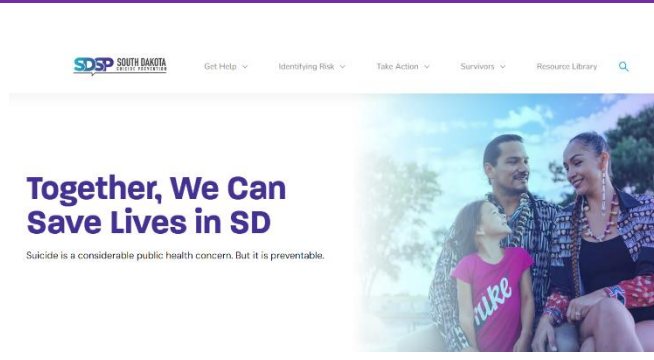 SDSP SOUTH DAKOTA
SUICIDE PREVENTION
Get Help
Identifying Risk
Take Action
Survivors
Resource Library
Together, We Can
Save Lives in SD
Suicide is a considerable public health concern. But it is preventable.